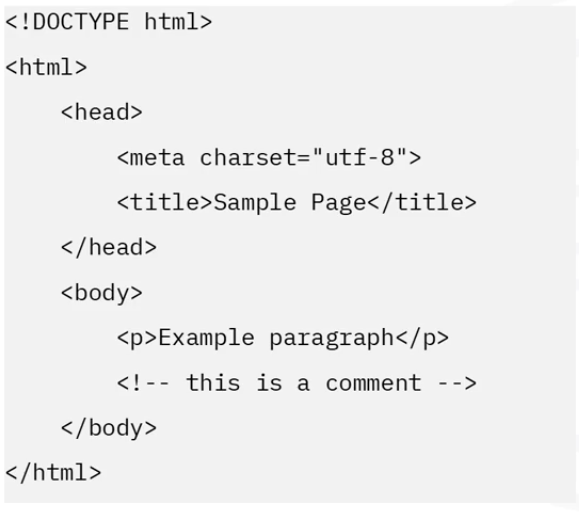 <!DOCTYPE html>
<html>
    <head>
        <meta charset="utf-8">
        <title>Sample Page</title>
    </head>
    <body>
        <p>Example paragraph</p>
        <!-- this is a comment -->
    </body>
</html>